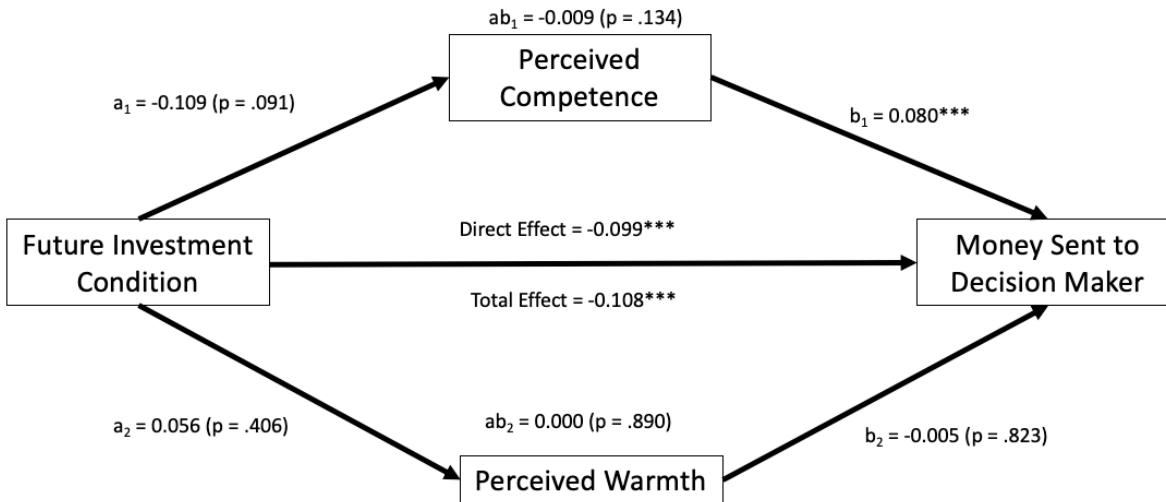 ab₁ = -0.009 (p = .134)
Perceived
Competence
a₁ = -0.109 (p = .091)
b₁ = 0.080***
Future Investment
Condition
Direct Effect = -0.099***
Total Effect = -0.108***
Money Sent to
Decision Maker
a₂ = 0.056 (p = .406)
ab₂ = 0.000 (p = .890)
b₂ = -0.005 (p = .823)
Perceived Warmth